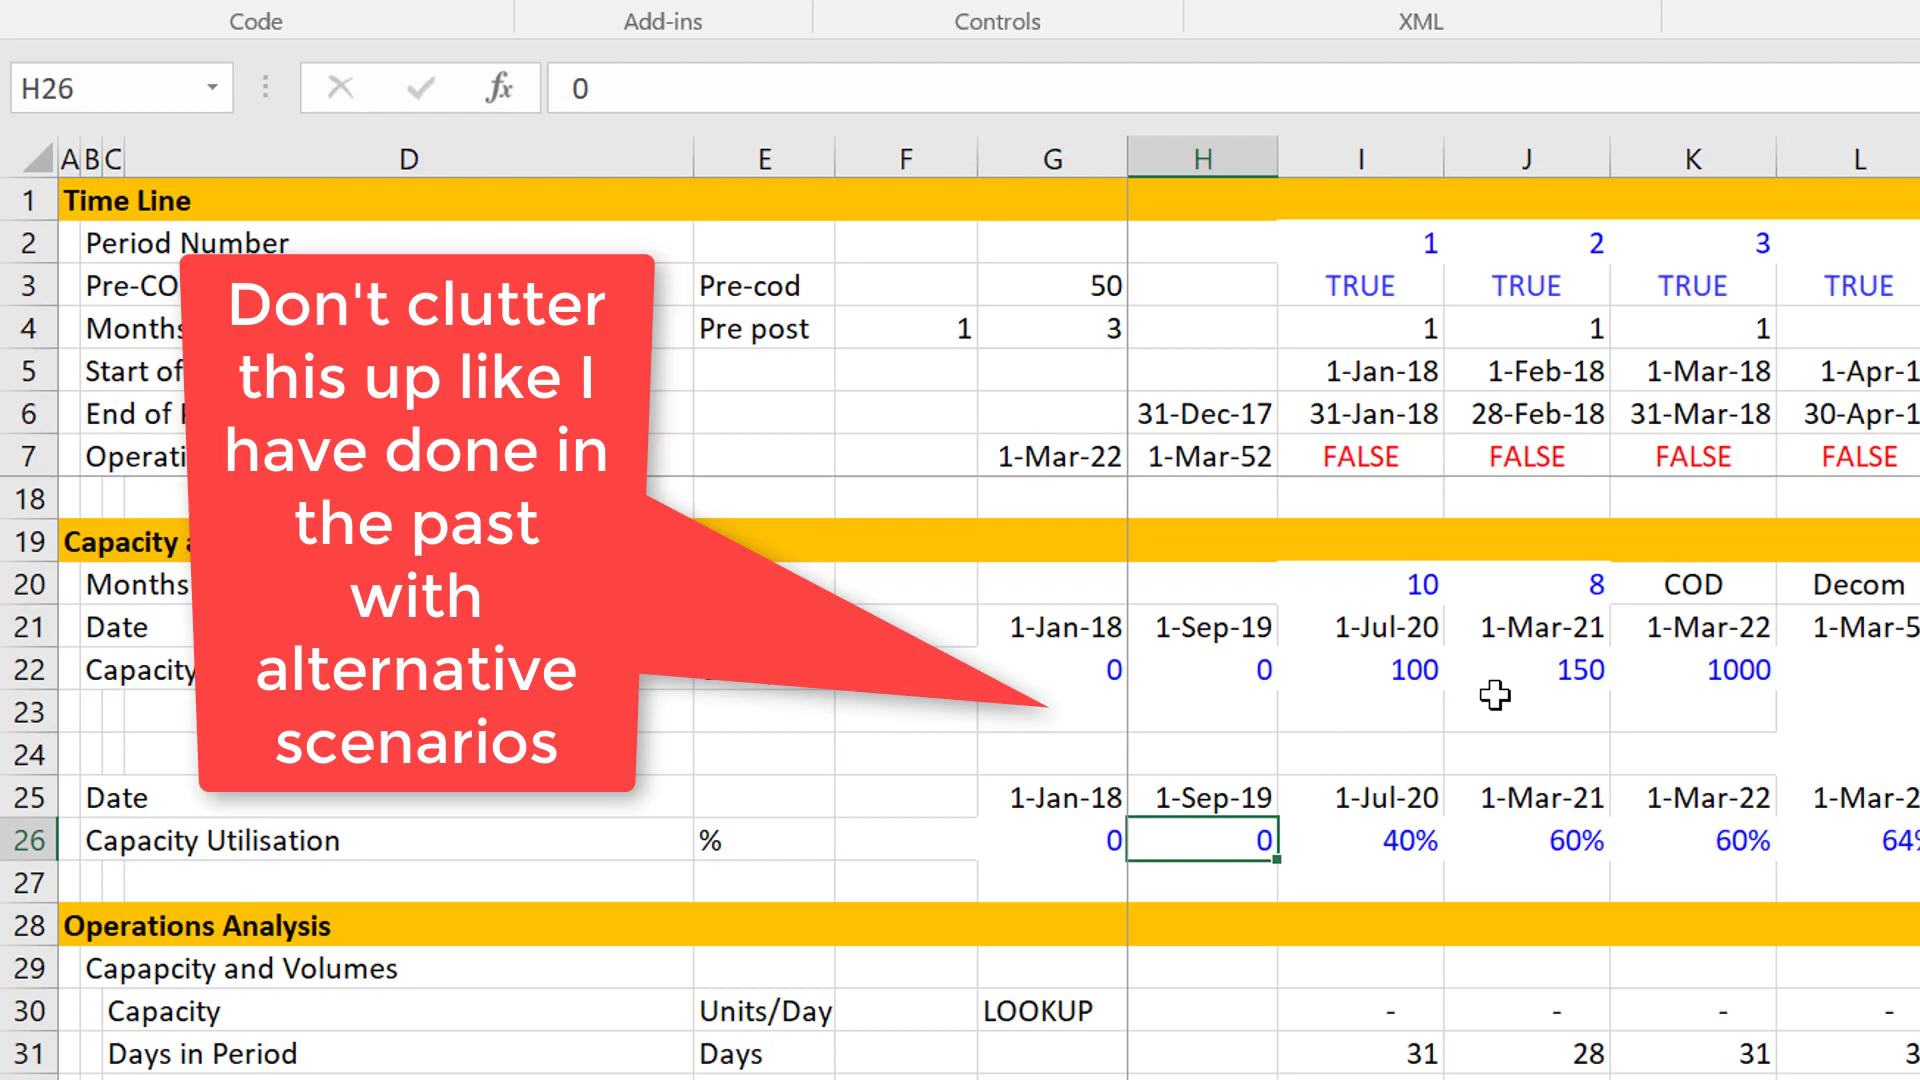 Code Add-ins Controls XML
H26 fx 0
A B C D E F G H I J K L
1 Time Line
2 Period Number 1 2 3
3 Pre-CO Pre-cod 50 TRUE TRUE TRUE TRUE
4 Months Pre post 1 3 1 1 1
5 Start of 1-Jan-18 1-Feb-18 1-Mar-18 1-Apr-1
6 End of 31-Dec-17 31-Jan-18 28-Feb-18 31-Mar-18 30-Apr-1
7 Operati 1-Mar-22 1-Mar-52 FALSE FALSE FALSE FALSE
18
19 Capacity
20 Months 10 8 COD Decom
21 Date 1-Jan-18 1-Sep-19 1-Jul-20 1-Mar-21 1-Mar-22 1-Mar-5
22 Capacity 0 0 100 150 1000
23
24
25 Date 1-Jan-18 1-Sep-19 1-Jul-20 1-Mar-21 1-Mar-22 1-Mar-2
26 Capacity Utilisation % 0 0 40% 60% 60% 64%
27
28 Operations Analysis
29 Capapcity and Volumes
30 Capacity Units/Day LOOKUP - - - -
31 Days in Period Days 31 28 31 3
Don't clutter
this up like I
have done in
the past
with
alternative
scenarios